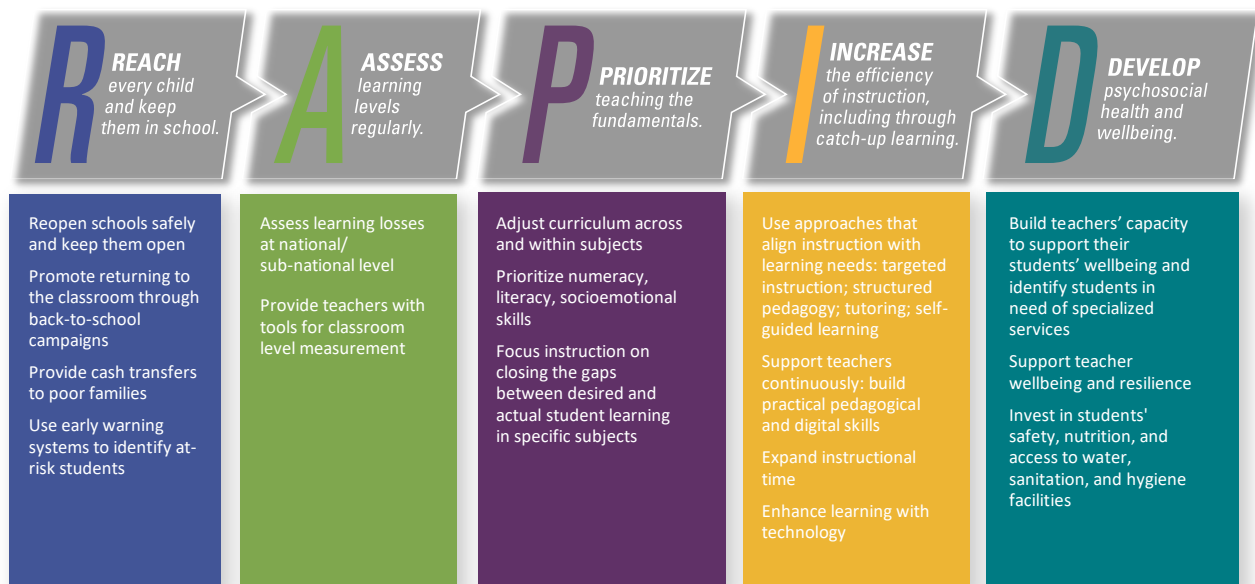 R
REACH
every child
and keep
them in school.
A
ASSESS
learning
levels
regularly.
P
PRIORITIZE
teaching the
fundamentals.
I
INCREASE
the efficiency
of instruction,
including through
catch-up learning.
D
DEVELOP
psychosocial
health and
wellbeing.
Reopen schools safely
and keep them open
Promote returning to
the classroom through
back-to-school
campaigns
Provide cash transfers
to poor families
Use early warning
systems to identify at-
risk students
Assess learning losses
at national/
sub-national level
Provide teachers with
tools for classroom
level measurement
Adjust curriculum across
and within subjects
Prioritize numeracy,
literacy, socioemotional
skills
Focus instruction on
closing the gaps
between desired and
actual student learning
in specific subjects
Use approaches that
align instruction with
learning needs: targeted
instruction; structured
pedagogy; tutoring; self-
guided learning
Support teachers
continuously: build
practical pedagogical
and digital skills
Expand instructional
time
Enhance learning with
technology
Build teachers’ capacity
to support their
students’ wellbeing and
identify students in
need of specialized
services
Support teacher
wellbeing and resilience
Invest in students'
safety, nutrition, and
access to water,
sanitation, and hygiene
facilities